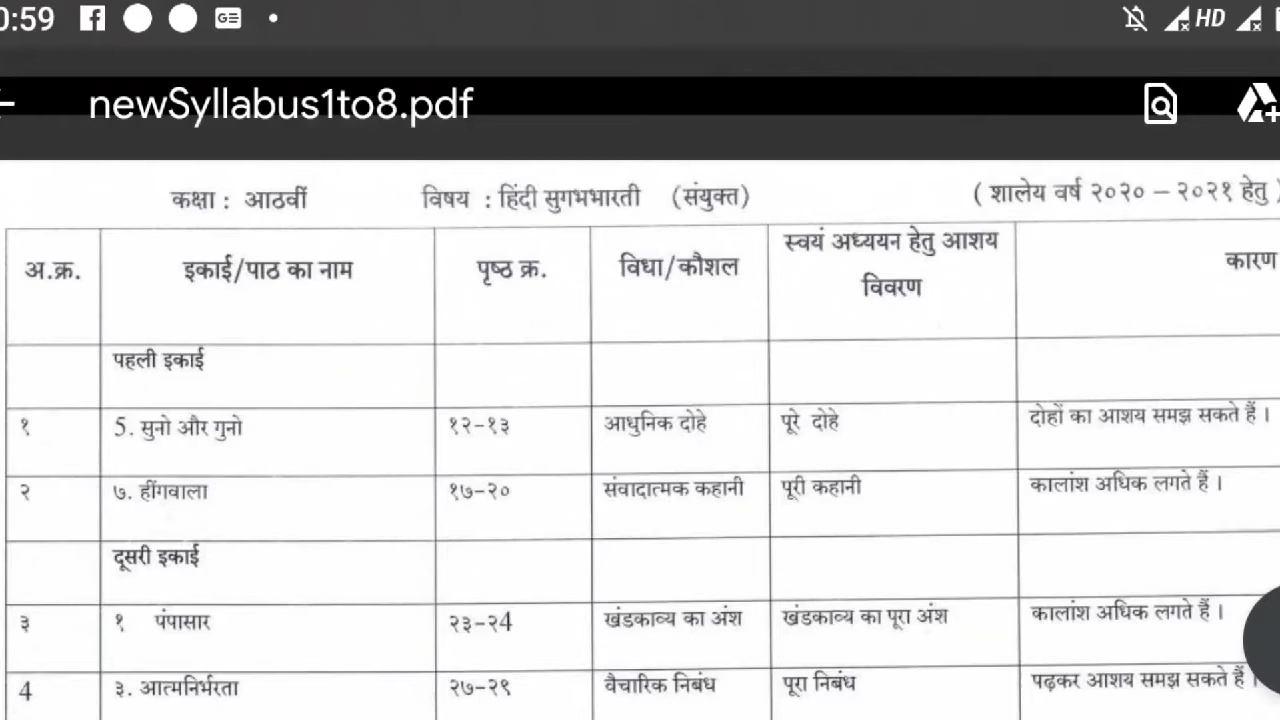 0:59 GE HD
newSyllabus1to8.pdf
कक्षा : आठवीं विषय : हिंदी सुगभभारती (संयुक्त) ( शालेय वर्ष २०२० – २०२१ हेतु )
अ.क्र. इकाई/पाठ का नाम पृष्ठ क्र. विधा/कौशल स्वयं अध्ययन हेतु आशय विवरण कारण
पहली इकाई
१ 5. सुनो और गुनो १२-१३ आधुनिक दोहे पूरे दोहे दोहों का आशय समझ सकते हैं ।
२ ७. हींगवाला १७-२० संवादात्मक कहानी पूरी कहानी कालांश अधिक लगते हैं ।
दूसरी इकाई
३ १ पंपासार २३-२4 खंडकाव्य का अंश खंडकाव्य का पूरा अंश कालांश अधिक लगते हैं ।
4 ३. आत्मनिर्भरता २७-२९ वैचारिक निबंध पूरा निबंध पढ़कर आशय समझ सकते हैं ।